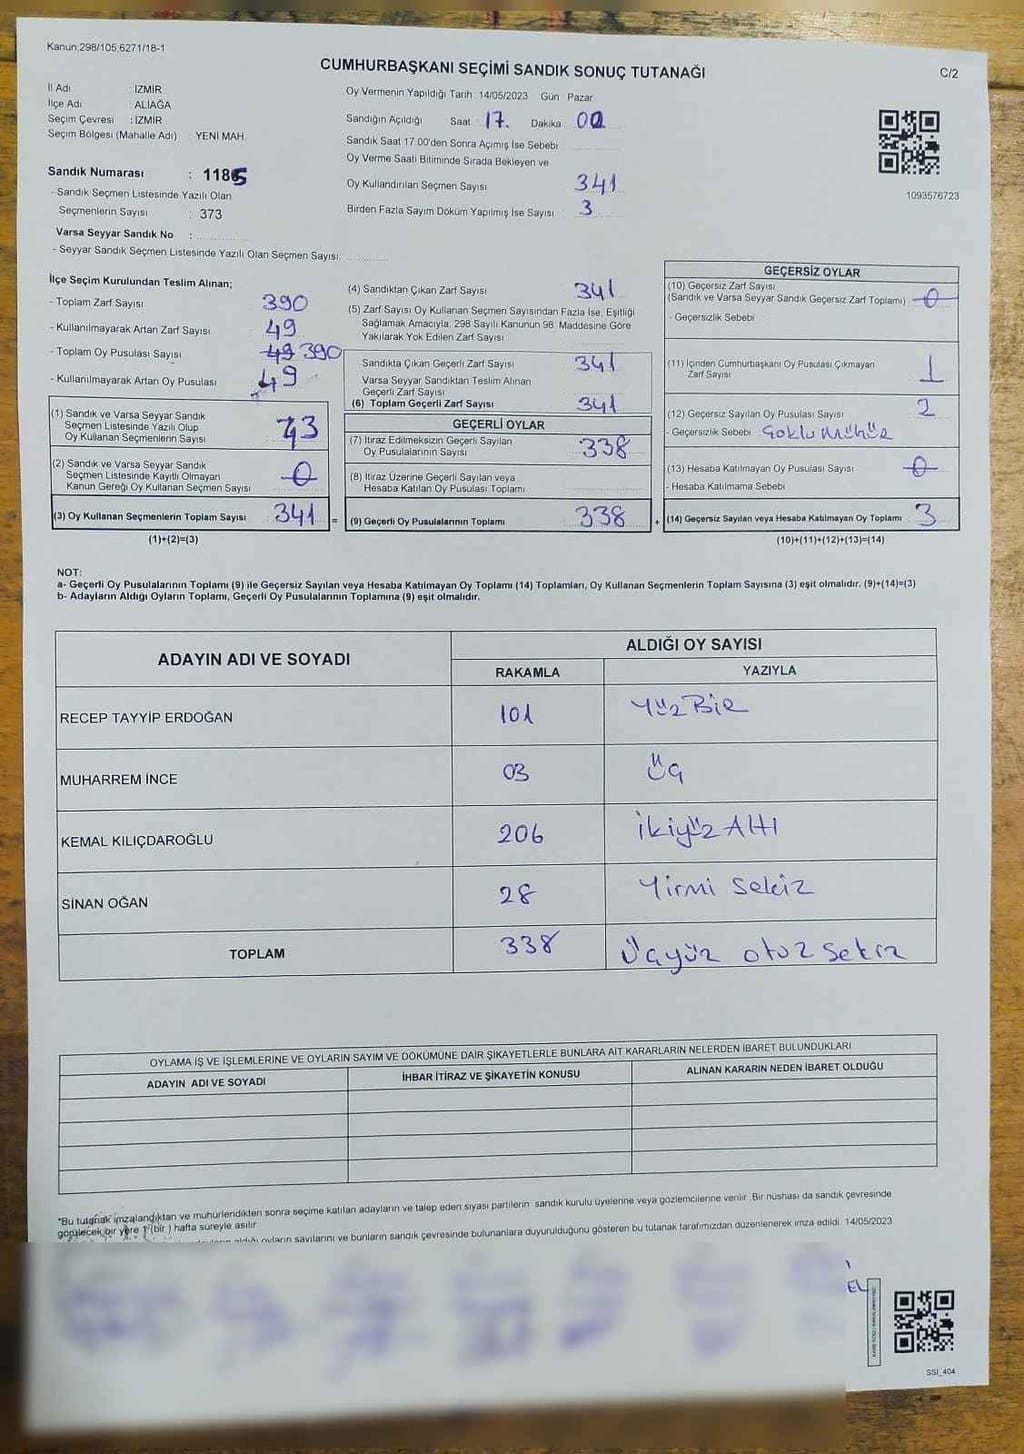 Kanun;298/105,6271/18-1
CUMHURBAŞKANI SEÇİMİ SANDIK SONUÇ TUTANAĞI
C/2
İl Adı : İZMİR
İlçe Adı : ALİAĞA
Seçim Çevresi : İZMİR
Seçim Bölgesi (Mahalle Adı) : YENİ MAH.
Sandık Numarası : 1185
- Sandık Seçmen Listesinde Yazılı Olan
Seçmenlerin Sayısı : 373
Varsa Seyyar Sandık No :
- Seyyar Sandık Seçmen Listesinde Yazılı Olan Seçmen Sayısı:
Oy Vermenin Yapıldığı Tarih : 14/05/2023 Gün Pazar
Sandığın Açıldığı Saat 17. Dakika 00
Sandık Saat 17:00'den Sonra Açımış İse Sebebi
Oy Verme Saati Bitiminde Sırada Bekleyen ve
Oy Kullandırılan Seçmen Sayısı 341
Birden Fazla Sayım Döküm Yapılmış İse Sayısı 3
1093576723
İlçe Seçim Kurulundan Teslim Alınan;
- Toplam Zarf Sayısı 390
- Kullanılmayarak Artan Zarf Sayısı 49
- Toplam Oy Pusulası Sayısı 49 390
- Kullanılmayarak Artan Oy Pusulası 49
(1) Sandık ve Varsa Seyyar Sandık
Seçmen Listesinde Yazılı Olup
Oy Kullanan Seçmenlerin Sayısı
(2) Sandık ve Varsa Seyyar Sandık
Seçmen Listesinde Kayıtlı Olmayan
Kanun Gereği Oy Kullanan Seçmen Sayısı 0
(3) Oy Kullanan Seçmenlerin Toplam Sayısı 341 =
(1)+(2)=(3)
(4) Sandıktan Çıkan Zarf Sayısı 341
(5) Zarf Sayısı Oy Kullanan Seçmen Sayısından Fazla İse, Eşitliği
Sağlamak Amacıyla, 298 Sayılı Kanunun 98. Maddesine Göre
Yakılarak Yok Edilen Zarf Sayısı
Sandıkta Çıkan Geçerli Zarf Sayısı 341
Varsa Seyyar Sandıktan Teslim Alınan
Geçerli Zarf Sayısı
(6) Toplam Geçerli Zarf Sayısı 341
GEÇERLİ OYLAR
(7) İtiraz Edilmeksizin Geçerli Sayılan
Oy Pusulalarının Sayısı 338
(8) İtiraz Üzerine Geçerli Sayılan veya
Hesaba Katılan Oy Pusulası Toplamı
(9) Geçerli Oy Pusulalarının Toplamı 338 +
GEÇERSİZ OYLAR
(10) Geçersiz Zarf Sayısı
(Sandık ve Varsa Seyyar Sandık Geçersiz Zarf Toplamı) 0
- Geçersizlik Sebebi
(11) İçinden Cumhurbaşkanı Oy Pusulası Çıkmayan
Zarf Sayısı 1
(12) Geçersiz Sayılan Oy Pusulası Sayısı 2
- Geçersizlik Sebebi Çoklu Mühür
(13) Hesaba Katılmayan Oy Pusulası Sayısı 0
- Hesaba Katılmama Sebebi
(14) Geçersiz Sayılan veya Hesaba Katılmayan Oy Toplamı 3
(10)+(11)+(12)+(13)=(14)
NOT:
a- Geçerli Oy Pusulalarının Toplamı (9) ile Geçersiz Sayılan veya Hesaba Katılmayan Oy Toplamı (14) Toplamları, Oy Kullanan Seçmenlerin Toplam Sayısına (3) eşit olmalıdır. (9)+(14)=(3)
b- Adayların Aldığı Oyların Toplamı, Geçerli Oy Pusulalarının Toplamına (9) eşit olmalıdır.
ADAYIN ADI VE SOYADI
ALDIĞI OY SAYISI
RAKAMLA YAZIYLA
RECEP TAYYİP ERDOĞAN 101 Yüz Bir
MUHARREM İNCE 03 Üç
KEMAL KILIÇDAROĞLU 206 İkiyüz Altı
SİNAN OĞAN 28 Yirmi Sekiz
TOPLAM 338 Üçyüz otuz sekiz
OYLAMA İŞ VE İŞLEMLERİNE VE OYLARIN SAYIM VE DÖKÜMÜNE DAİR ŞİKAYETLERLE BUNLARA AİT KARARLARIN NELERDEN İBARET BULUNDUKLARI
ADAYIN ADI VE SOYADI İHBAR İTİRAZ VE ŞİKAYETİN KONUSU ALINAN KARARIN NEDEN İBARET OLDUĞU
*Bu tutanak imzalandıktan ve mühürlendikten sonra seçime katılan adayların ve talep eden siyasi partilerin sandık kurulu üyelerine veya gözlemcilerine verilir. Bir nüshası da sandık çevresinde
görülecek bir yere 1 (bir ) hafta süreyle asılır.
aldığı oyların sayılarını ve bunların sandık çevresinde bulunanlara duyurulduğunu gösteren bu tutanak tarafımızdan düzenlenerek imza edildi. 14/05/2023
EL
SSI_404